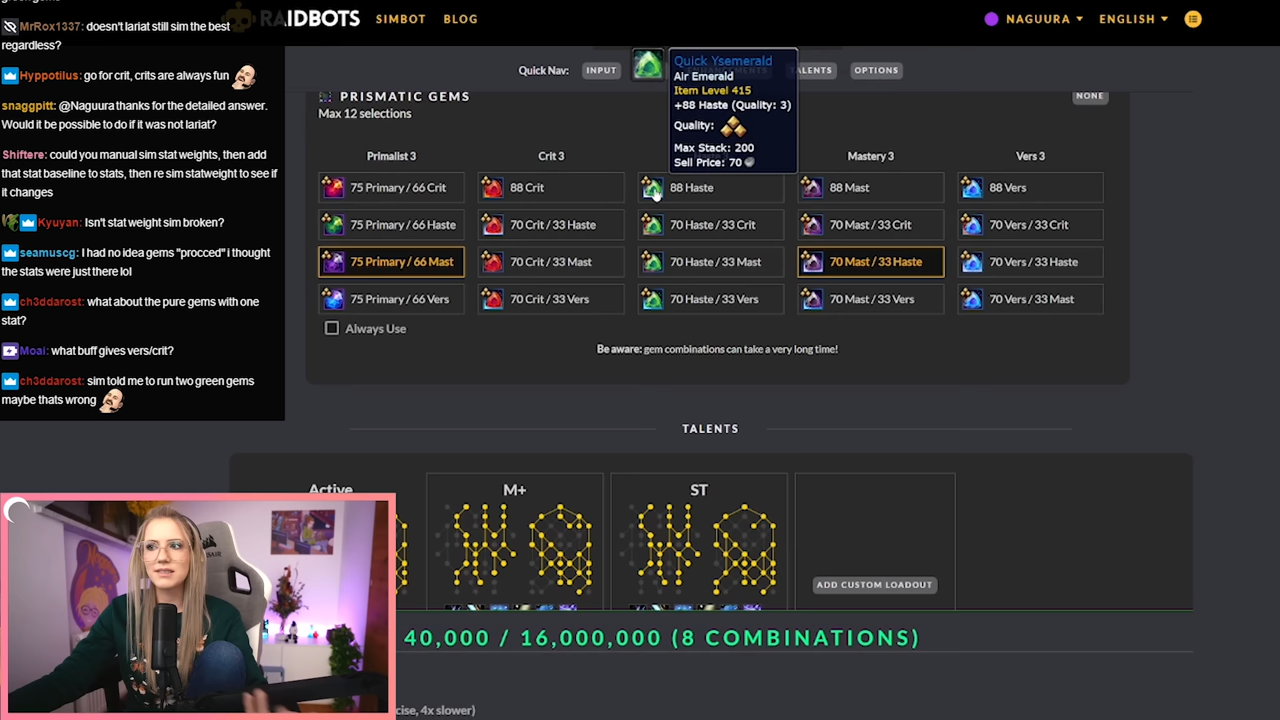 RAIDBOTS
SIMBOT
BLOG
NAGUURA
ENGLISH
MrRox1337: doesn't lariat still sim the best
regardless?
Hyppotilus: go for crit, crits are always fun
snaggpitt: @Naguura thanks for the detailed answer.
Would it be possible to do if it was not lariat?
Shiftere: could you manual sim stat weights, then add
that stat baseline to stats, then re sim statweight to see if
it changes
Kyuyan: Isn't stat weight sim broken?
seamuscg: I had no idea gems "procced" i thought
the stats were just there lol
ch3ddarost: what about the pure gems with one
stat?
Moai: what buff gives vers/crit?
ch3ddarost: sim told me to run two green gems
maybe thats wrong
Quick Nav:
INPUT
TALENTS
OPTIONS
Quick Ysemerald
Air Emerald
Item Level 415
+88 Haste (Quality: 3)
Quality:
Max Stack: 200
Sell Price: 70
PRISMATIC GEMS
NONE
Max 12 selections
Primalist 3
Crit 3
Mastery 3
Vers 3
75 Primary / 66 Crit
88 Crit
88 Haste
88 Mast
88 Vers
75 Primary / 66 Haste
70 Crit / 33 Haste
70 Haste / 33 Crit
70 Mast / 33 Crit
70 Vers / 33 Crit
75 Primary / 66 Mast
70 Crit / 33 Mast
70 Haste / 33 Mast
70 Mast / 33 Haste
70 Vers / 33 Haste
75 Primary / 66 Vers
70 Crit / 33 Vers
70 Haste / 33 Vers
70 Mast / 33 Vers
70 Vers / 33 Mast
Always Use
Be aware: gem combinations can take a very long time!
TALENTS
Active
M+
ST
ADD CUSTOM LOADOUT
40,000 / 16,000,000 (8 COMBINATIONS)
cise, 4x slower)